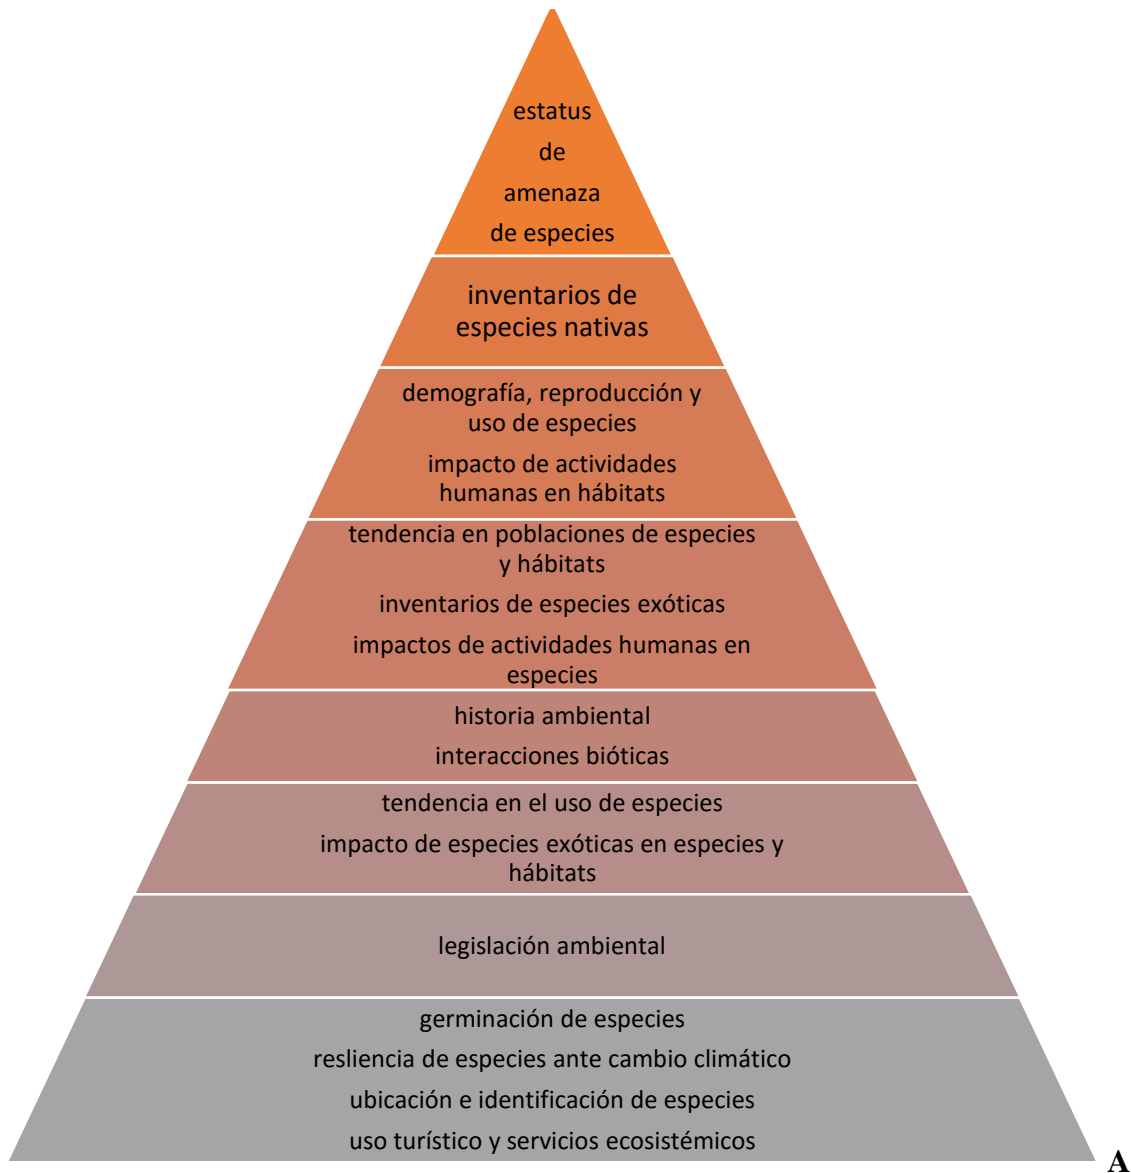 estatus
de
amenaza
de especies
inventarios de
especies nativas
demografía, reproducción y
uso de especies
impacto de actividades
humanas en hábitats
tendencia en poblaciones de especies
y hábitats
inventarios de especies exóticas
impactos de actividades humanas en
especies
historia ambiental
interacciones bióticas
tendencia en el uso de especies
impacto de especies exóticas en especies y
hábitats
legislación ambiental
germinación de especies
resliencia de especies ante cambio climático
ubicación e identificación de especies
uso turístico y servicios ecosistémicos
A